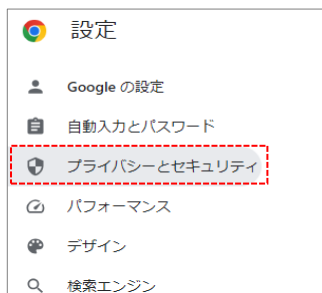 設定
Google の設定
自動入力とパスワード
プライバシーとセキュリティ
パフォーマンス
デザイン
検索エンジン